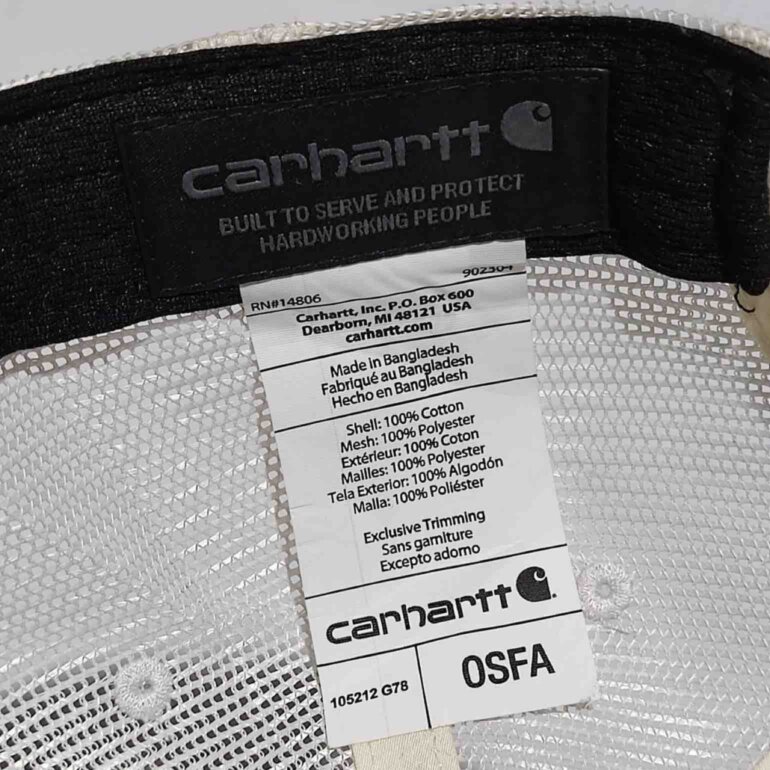 carhartt
BUILT TO SERVE AND PROTECT
HARDWORKING PEOPLE
RN#14806 902304
Carhartt, Inc. P.O. Box 600
Dearborn, MI 48121 USA
carhartt.com
Made in Bangladesh
Fabriqué au Bangladesh
Hecho en Bangladesh
Shell: 100% Cotton
Mesh: 100% Polyester
Extérieur: 100% Coton
Mailles: 100% Polyester
Tela Exterior: 100% Algodón
Malla: 100% Poliéster
Exclusive Trimming
Sans garniture
Excepto adorno
carhartt
105212 G78
OSFA